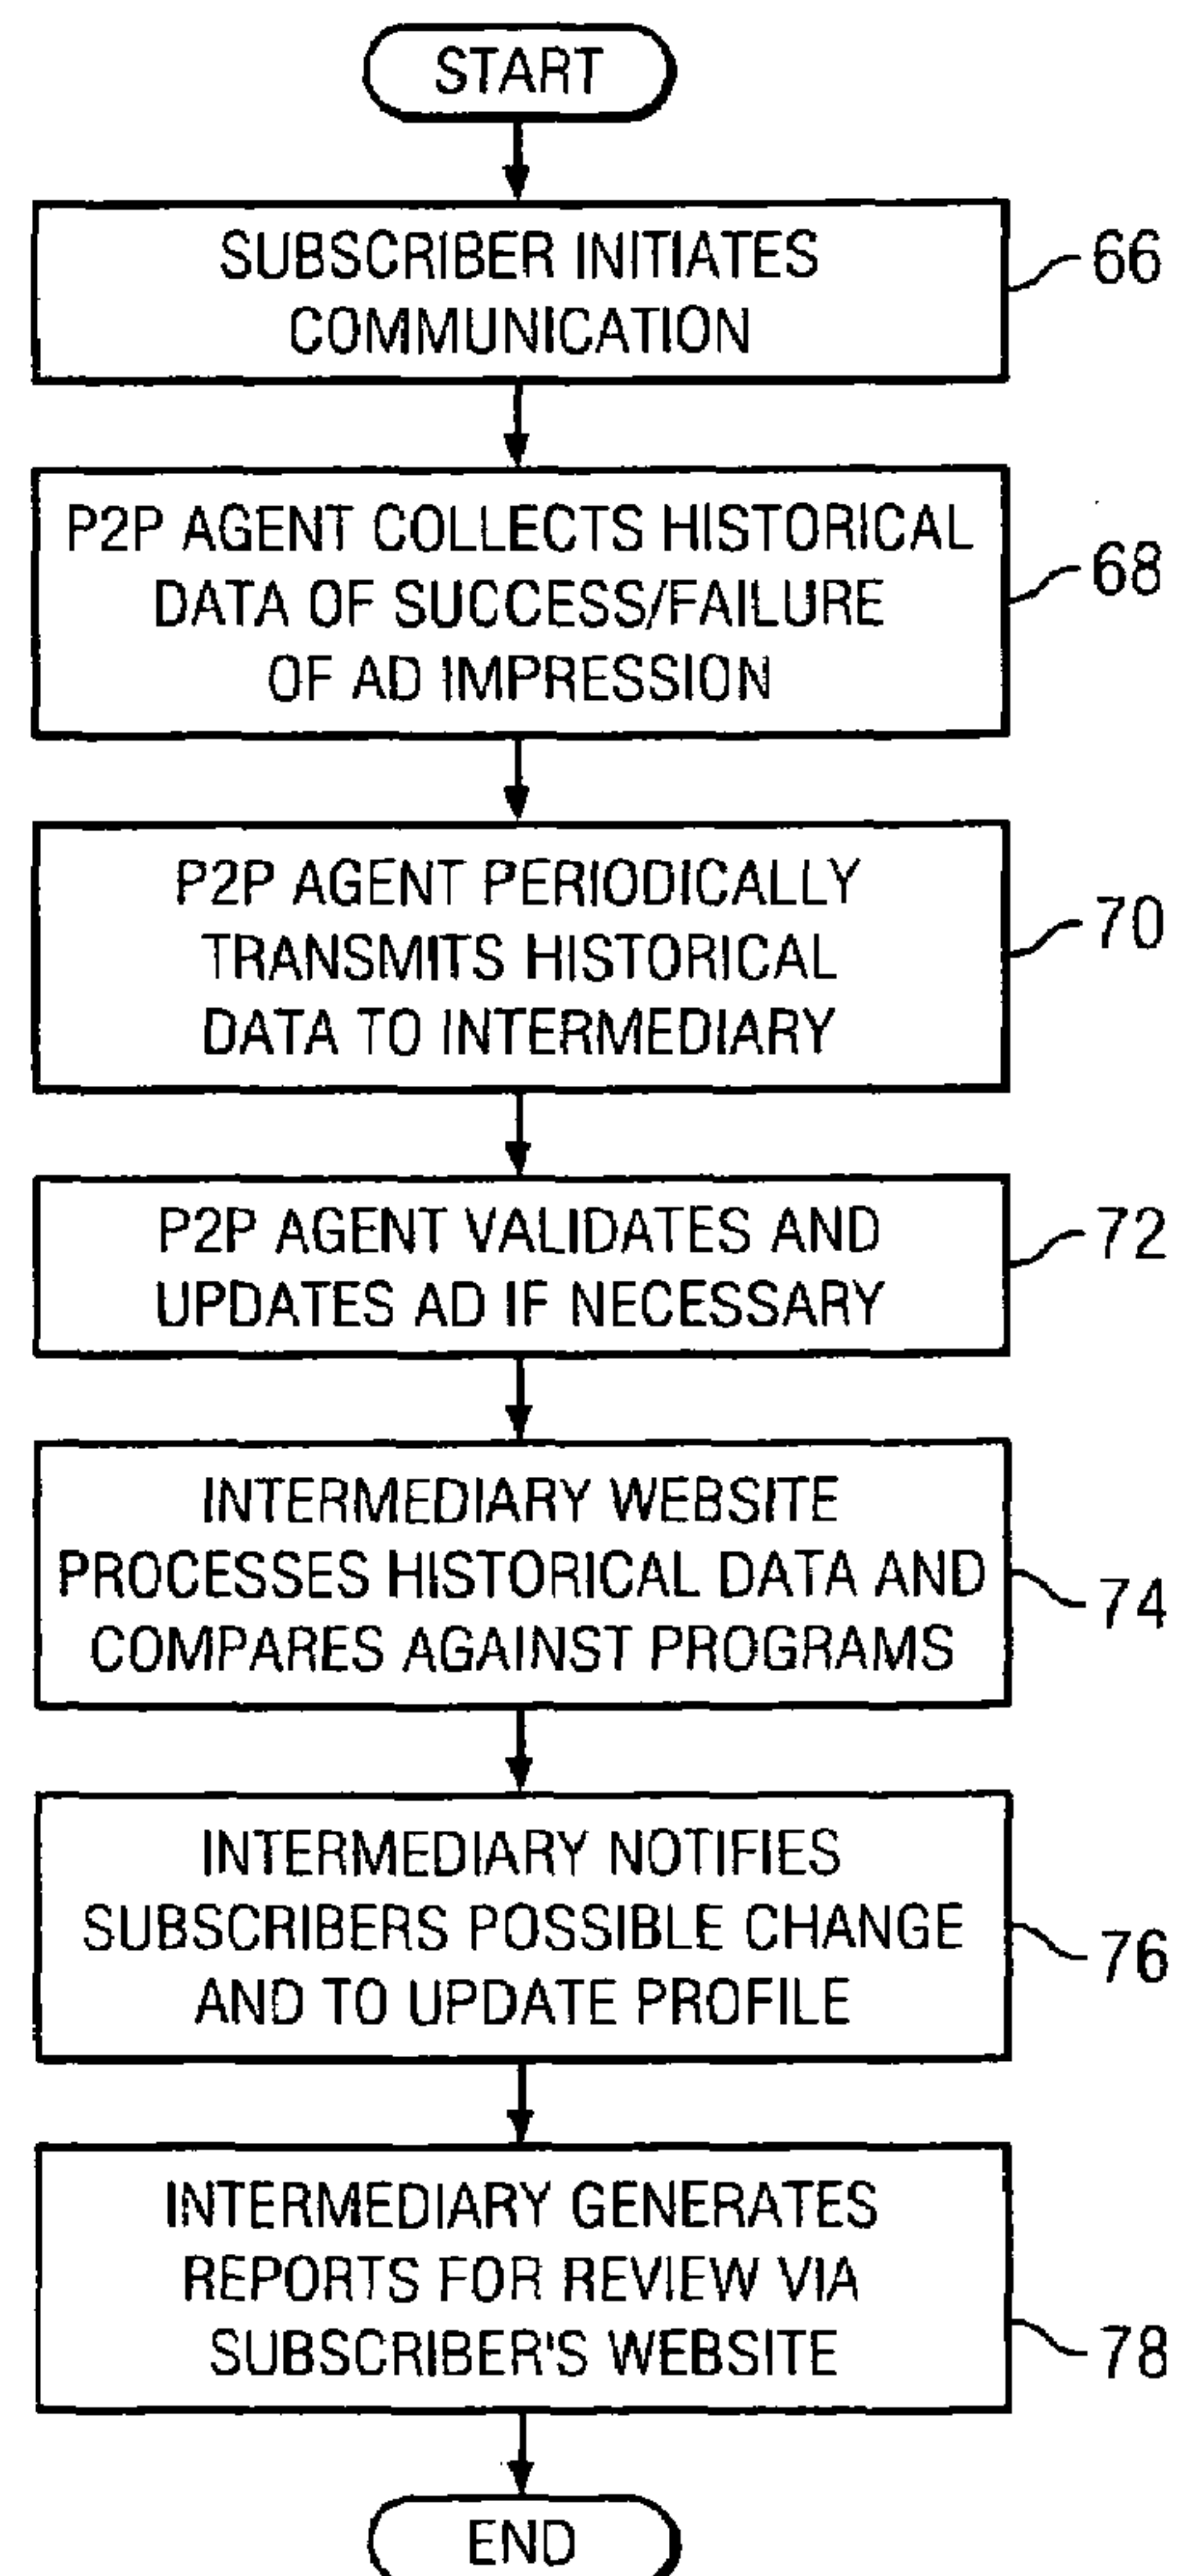 START
SUBSCRIBER INITIATES
COMMUNICATION
66
P2P AGENT COLLECTS HISTORICAL
DATA OF SUCCESS/FAILURE
OF AD IMPRESSION
68
P2P AGENT PERIODICALLY
TRANSMITS HISTORICAL
DATA TO INTERMEDIARY
70
P2P AGENT VALIDATES AND
UPDATES AD IF NECESSARY
72
INTERMEDIARY WEBSITE
PROCESSES HISTORICAL DATA AND
COMPARES AGAINST PROGRAMS
74
INTERMEDIARY NOTIFIES
SUBSCRIBERS POSSIBLE CHANGE
AND TO UPDATE PROFILE
76
INTERMEDIARY GENERATES
REPORTS FOR REVIEW VIA
SUBSCRIBER'S WEBSITE
78
END